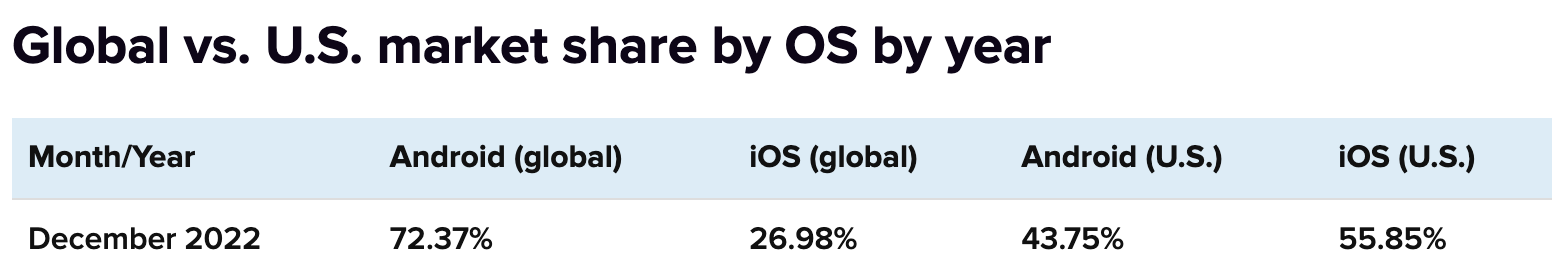 Global vs. U.S. market share by OS by year
Month/Year Android (global) iOS (global) Android (U.S.) iOS (U.S.)
December 2022 72.37% 26.98% 43.75% 55.85%